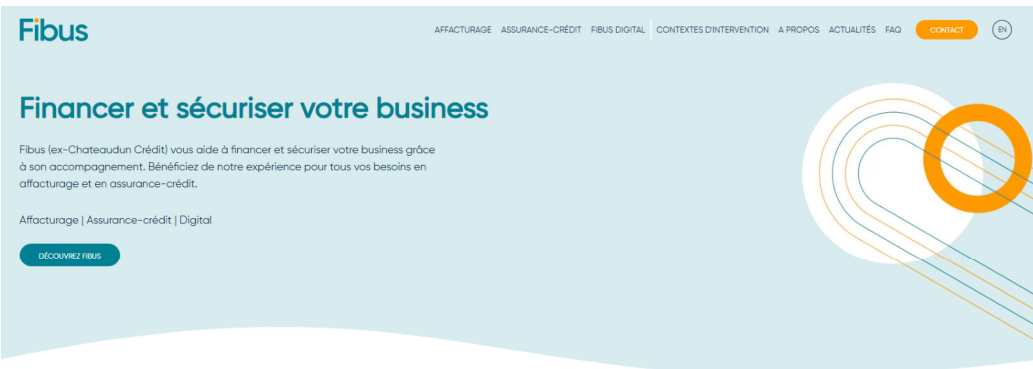 Fibus
AFFACTURAGE ASSURANCE-CRÉDIT FIBUS DIGITAL CONTEXTES D'INTERVENTION A PROPOS ACTUALITÉS FAQ CONTACT EN
Financer et sécuriser votre business
Fibus (ex-Chateaudun Crédit) vous aide à financer et sécuriser votre business grâce
à son accompagnement. Bénéficiez de notre expérience pour tous vos besoins en
affacturage et en assurance-crédit.
Affacturage | Assurance-crédit | Digital
DÉCOUVREZ FIBUS